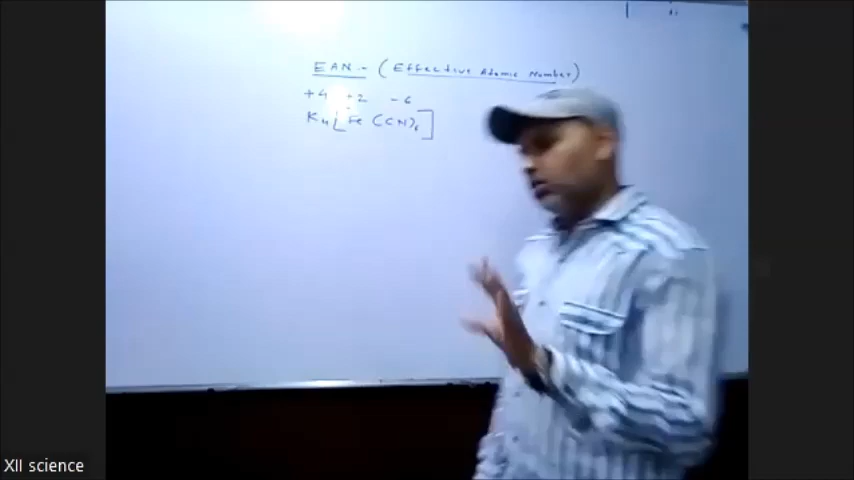 EAN :- (Effective Atomic Number)
+4 +2 -6
K4[Fe(CN)6]
XII science